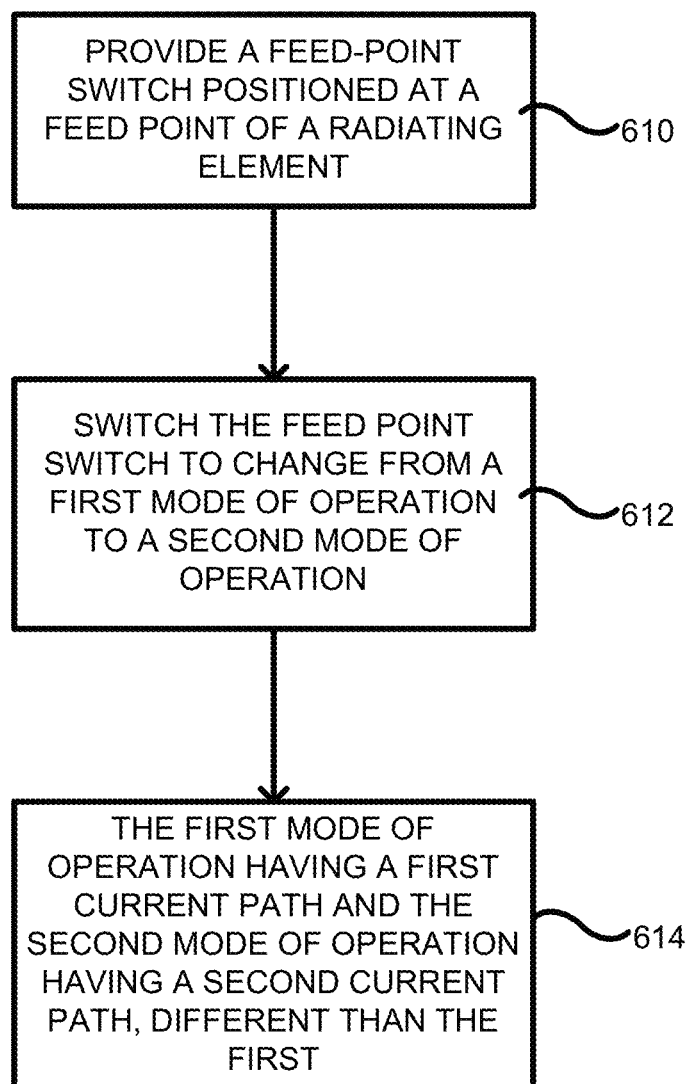 PROVIDE A FEED-POINT
SWITCH POSITIONED AT A
FEED POINT OF A RADIATING
ELEMENT
610
SWITCH THE FEED POINT
SWITCH TO CHANGE FROM A
FIRST MODE OF OPERATION
TO A SECOND MODE OF
OPERATION
612
THE FIRST MODE OF
OPERATION HAVING A FIRST
CURRENT PATH AND THE
SECOND MODE OF OPERATION
HAVING A SECOND CURRENT
PATH, DIFFERENT THAN THE
FIRST
614